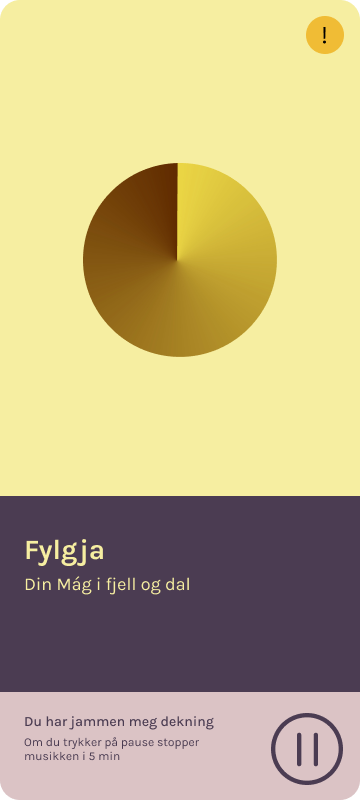 !
Fylgja
Din Mág i fjell og dal
Du har jammen meg dekning
Om du trykker på pause stopper
musikken i 5 min